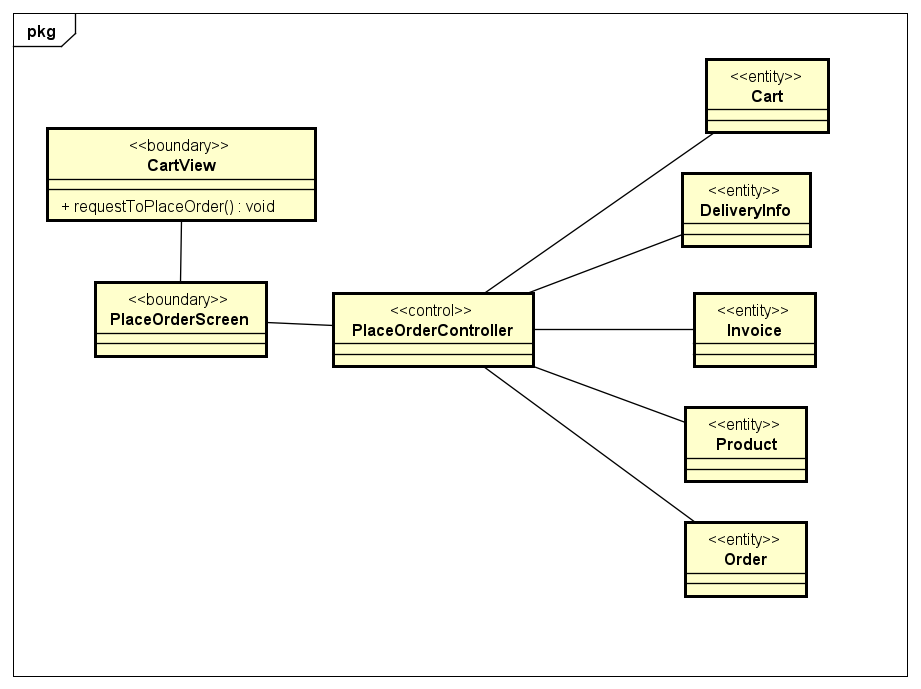 pkg
<<entity>>
Cart
<<boundary>>
CartView
+ requestToPlaceOrder() : void
<<entity>>
DeliveryInfo
<<boundary>>
PlaceOrderScreen
<<control>>
PlaceOrderController
<<entity>>
Invoice
<<entity>>
Product
<<entity>>
Order